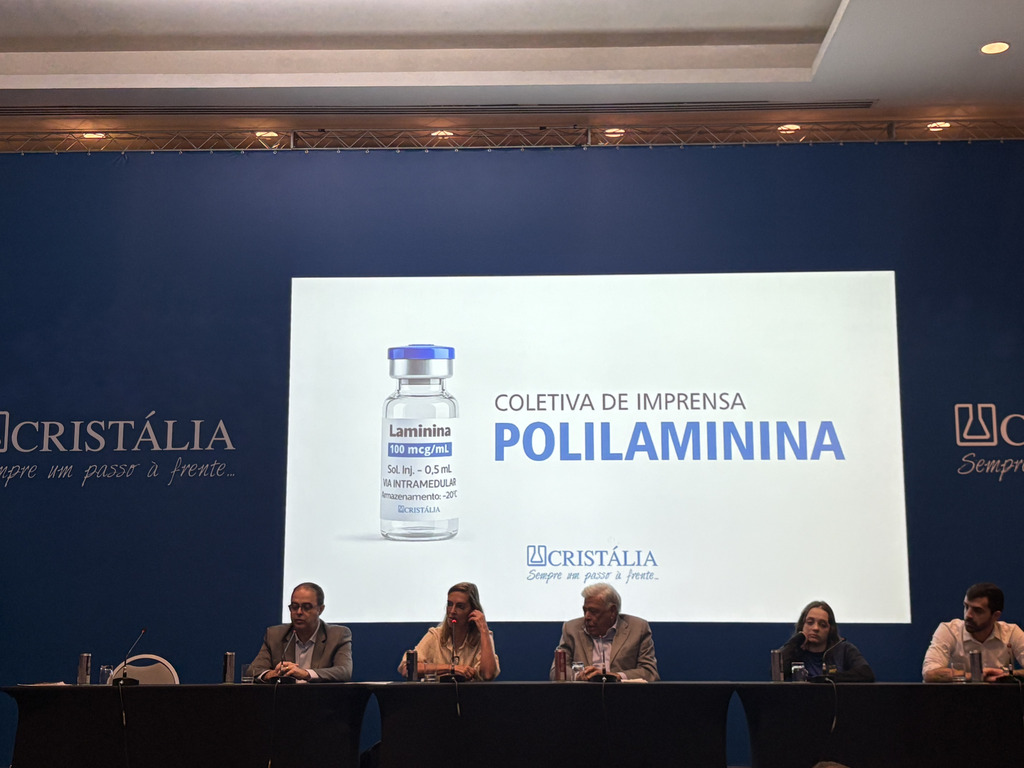 COLETIVA DE IMPRENSA
POLILAMININA
Laminina
100 mcg/mL
Sol. Inj. - 0,5 mL
VIA INTRAMEDULAR
Armazenamento: -20°C
CRISTÁLIA
CRISTÁLIA
Sempre um passo à frente...
CRISTÁLIA
mpre um passo à frente...
C
Sempre